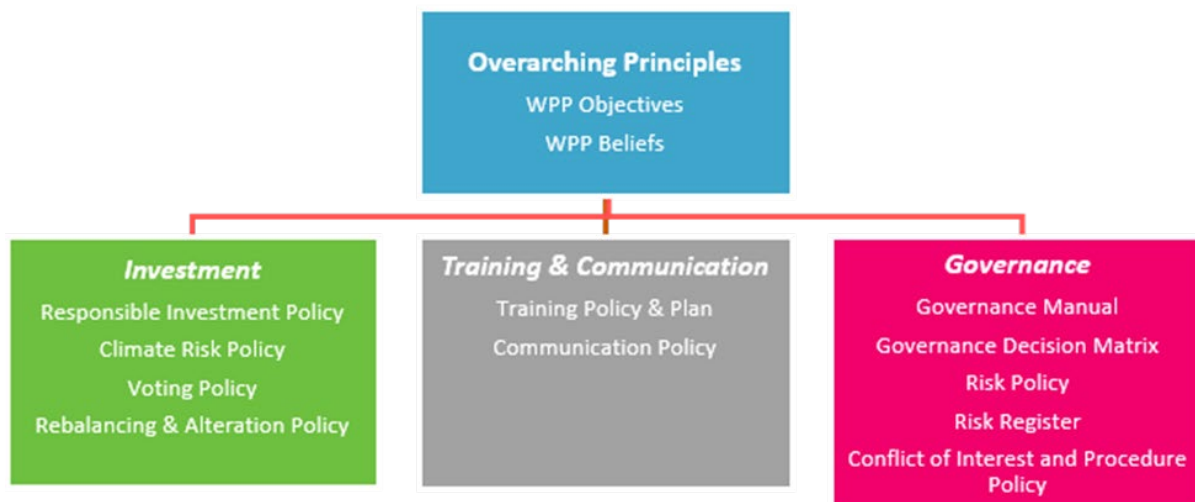 Overarching Principles
WPP Objectives
WPP Beliefs
Investment
Responsible Investment Policy
Climate Risk Policy
Voting Policy
Rebalancing & Alteration Policy
Training & Communication
Training Policy & Plan
Communication Policy
Governance
Governance Manual
Governance Decision Matrix
Risk Policy
Risk Register
Conflict of Interest and Procedure
Policy